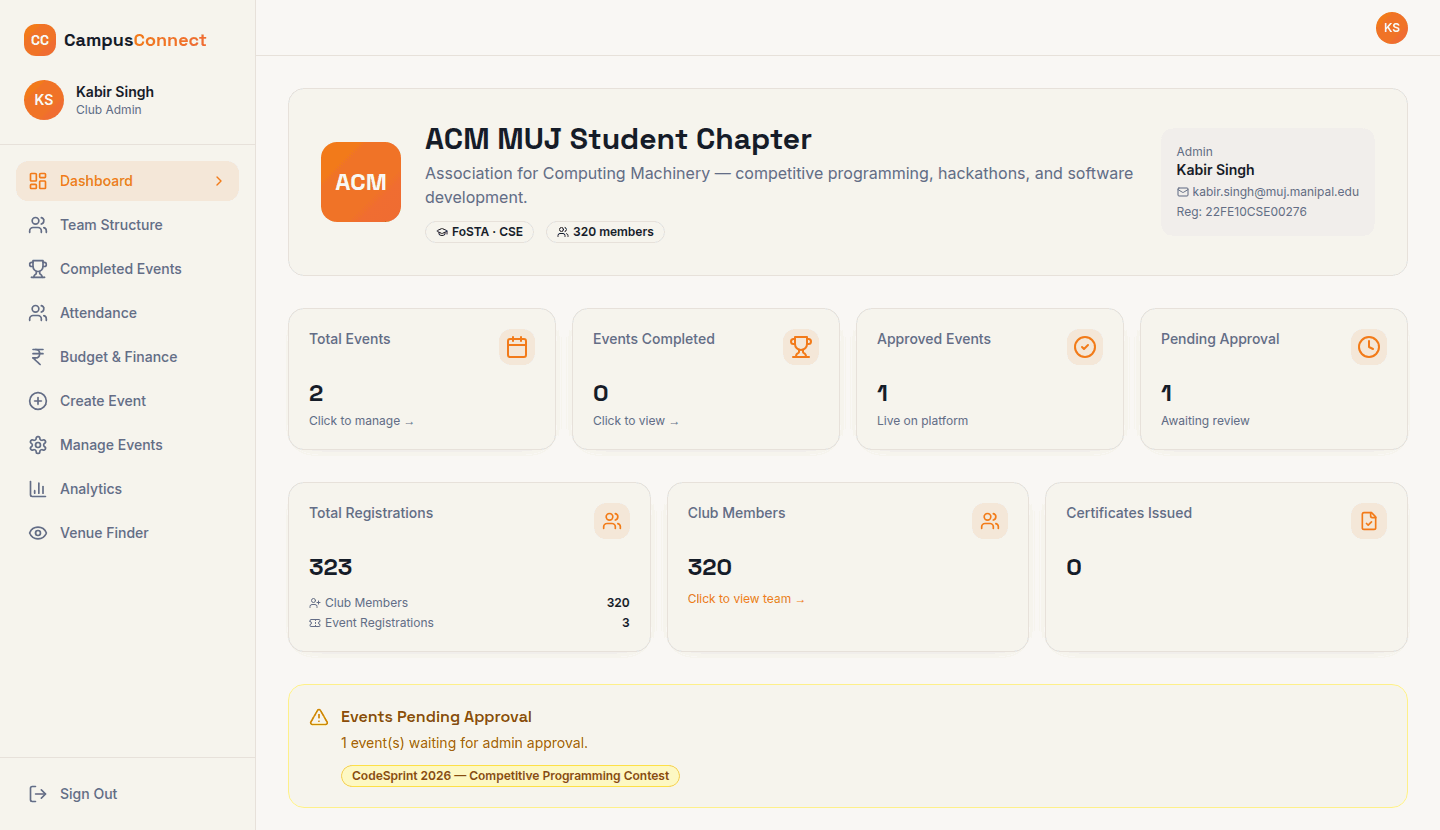 CC CampusConnect
KS
KS
Kabir Singh
Club Admin
Dashboard
Team Structure
Completed Events
Attendance
Budget & Finance
Create Event
Manage Events
Analytics
Venue Finder
Sign Out
ACM
ACM MUJ Student Chapter
Association for Computing Machinery — competitive programming, hackathons, and software
development.
FoSTA · CSE
320 members
Admin
Kabir Singh
kabir.singh@muj.manipal.edu
Reg: 22FE10CSE00276
Total Events
2
Click to manage →
Events Completed
0
Click to view →
Approved Events
1
Live on platform
Pending Approval
1
Awaiting review
Total Registrations
323
Club Members 320
Event Registrations 3
Club Members
320
Click to view team →
Certificates Issued
0
Events Pending Approval
1 event(s) waiting for admin approval.
CodeSprint 2026 — Competitive Programming Contest